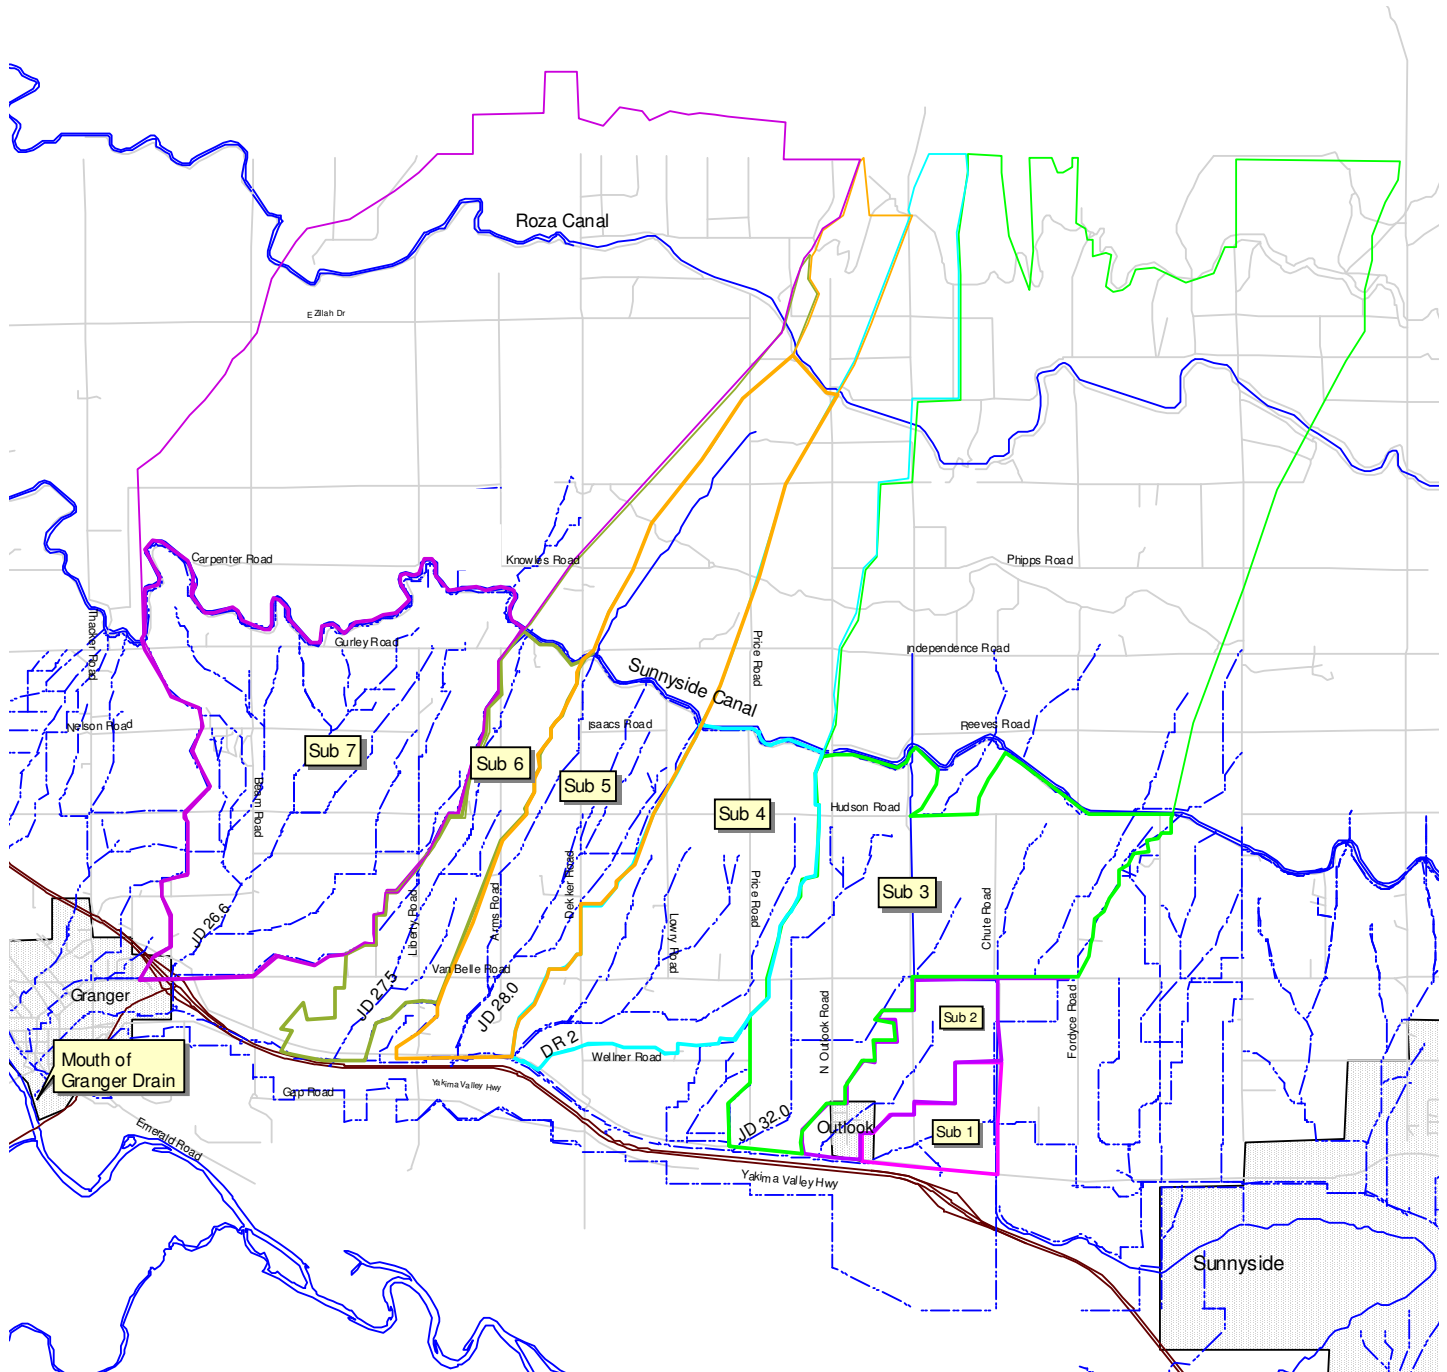 Roza Canal
E Zillah Dr
Carpenter Road
Knowles Road
Phipps Road
Thacker Road
Gurley Road
Price Road
Independence Road
Sunnyside Canal
Nelson Road
Isaacs Road
Reeves Road
Sub 7
Sub 6
Sub 5
Sub 4
Beam Road
Hudson Road
Sub 3
JD 26.6
Liberty Road
Arms Road
Dekker Road
Lowry Road
Price Road
Chute Road
Van Belle Road
Granger
JD 27.5
JD 28.0
N Outlook Road
Sub 2
Fordyce Road
DR 2
Wellner Road
Mouth of
Granger Drain
Gap Road
Yakima Valley Hwy
Emerald Road
JD 32.0
Outlook
Sub 1
Yakima Valley Hwy
Sunnyside